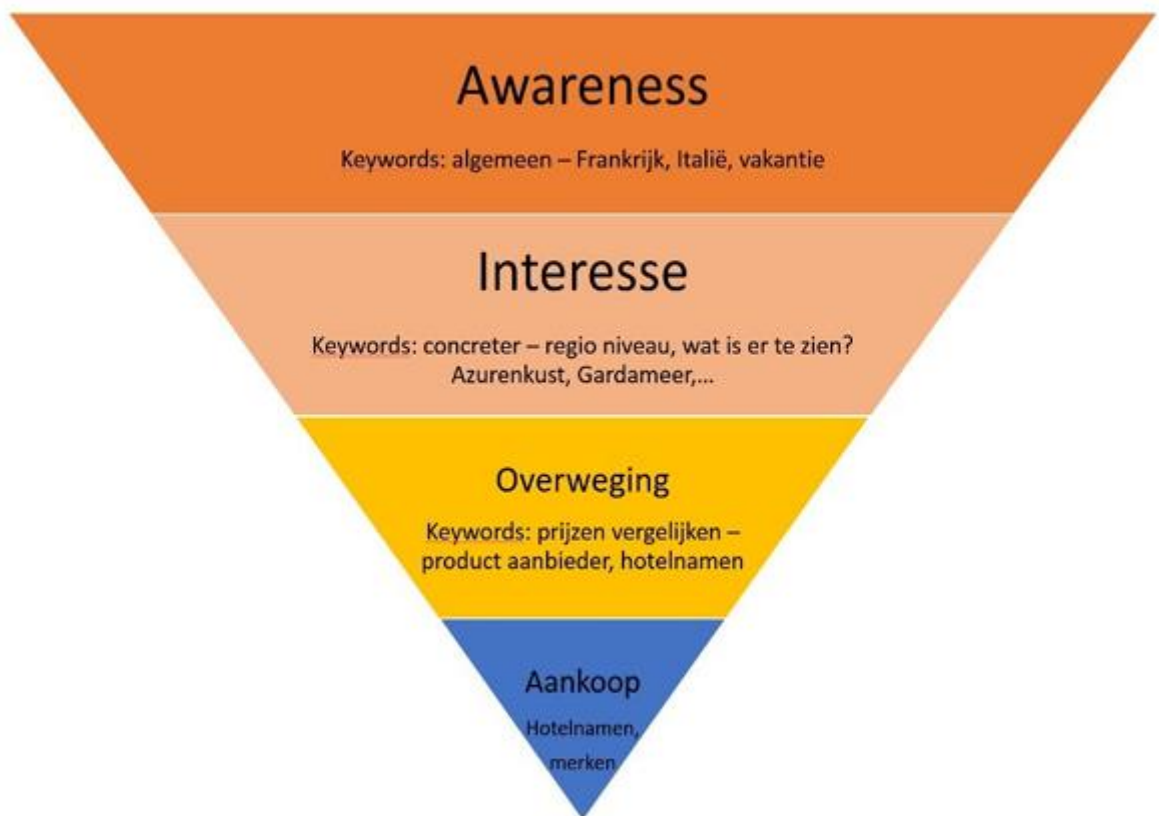 Awareness
Keywords: algemeen – Frankrijk, Italië, vakantie
Interesse
Keywords: concreter – regio niveau, wat is er te zien?
Azurenkust, Gardameer,...
Overweging
Keywords: prijzen vergelijken –
product aanbieder, hotelnamen
Aankoop
Hotelnamen,
merken